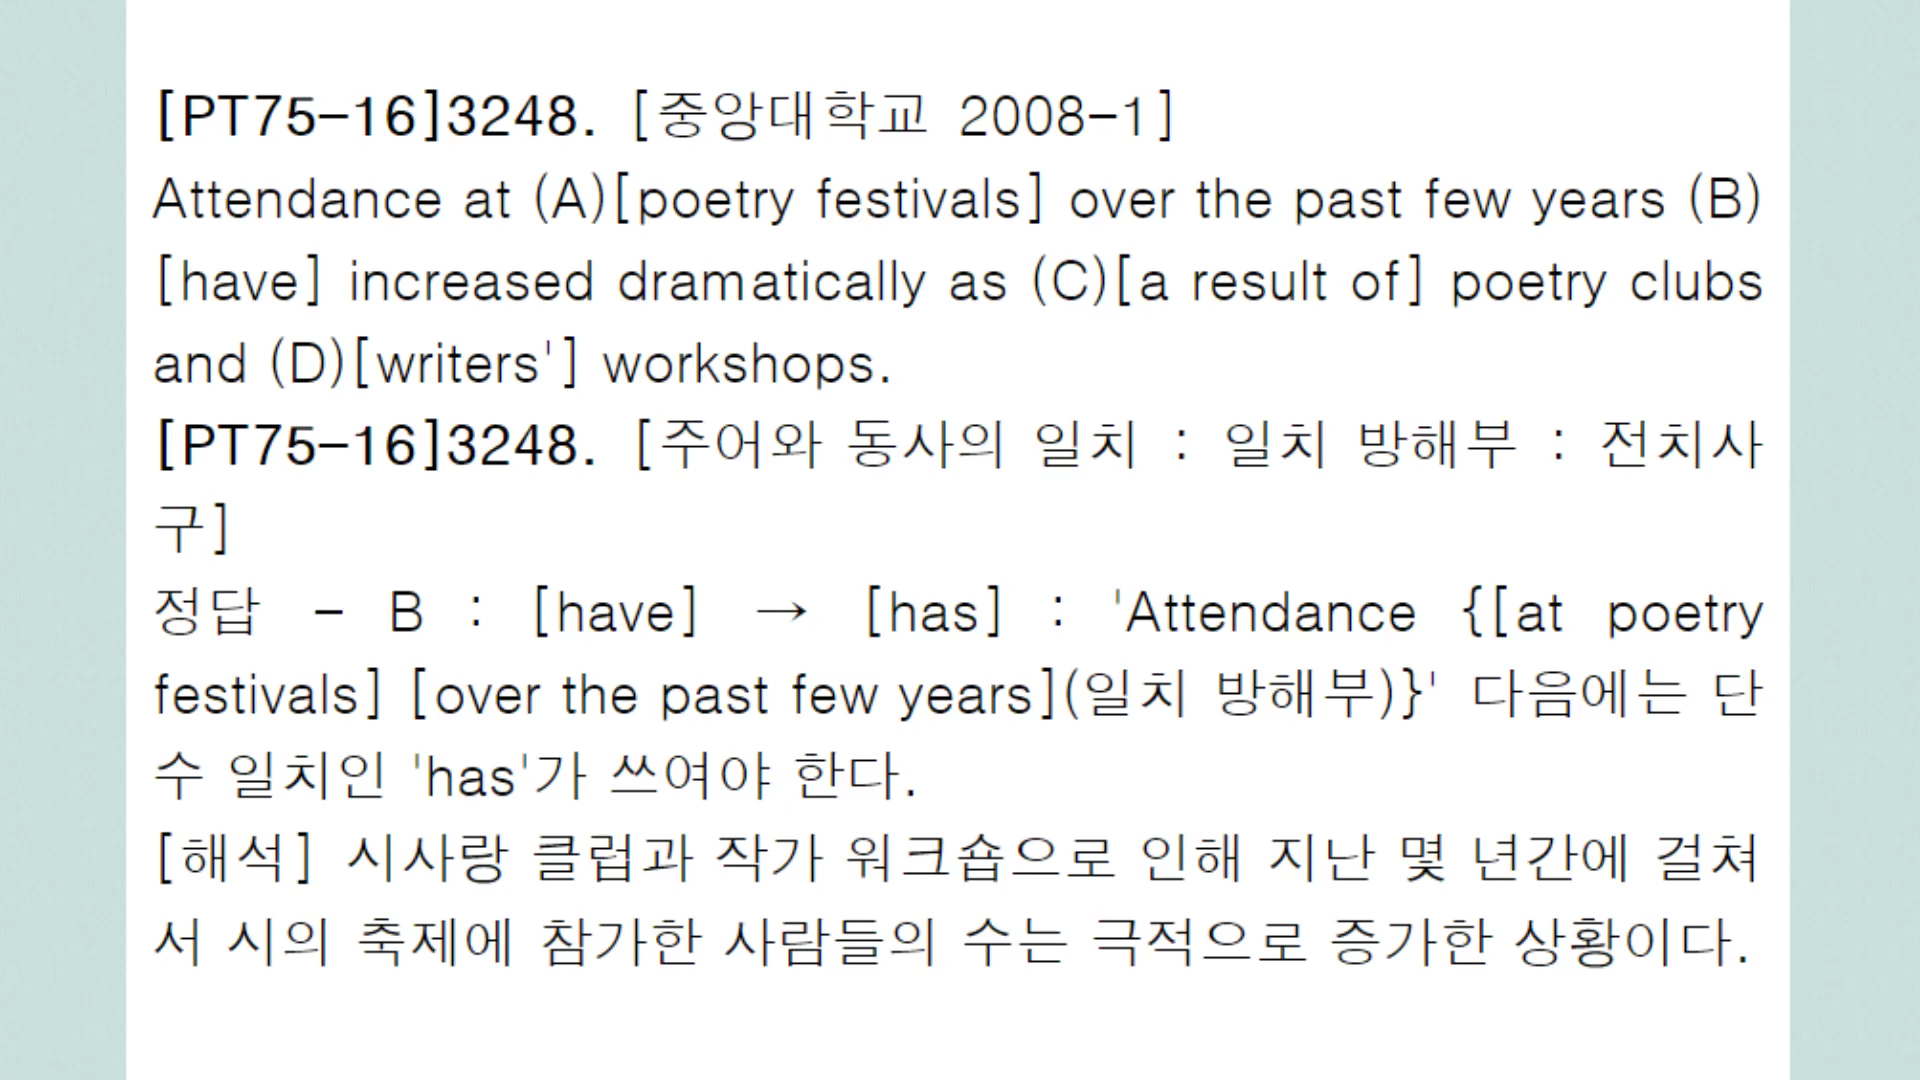 [PT75-16]3248. [중앙대학교 2008-1]
Attendance at (A)[poetry festivals] over the past few years (B)
[have] increased dramatically as (C)[a result of] poetry clubs
and (D)[writers'] workshops.
[PT75-16]3248. [주어와 동사의 일치 : 일치 방해부 : 전치사
구]
정답 - B : [have] → [has] : 'Attendance {[at poetry
festivals] [over the past few years](일치 방해부)}' 다음에는 단
수 일치인 'has'가 쓰여야 한다.
[해석] 시사랑 클럽과 작가 워크숍으로 인해 지난 몇 년간에 걸쳐
서 시의 축제에 참가한 사람들의 수는 극적으로 증가한 상황이다.